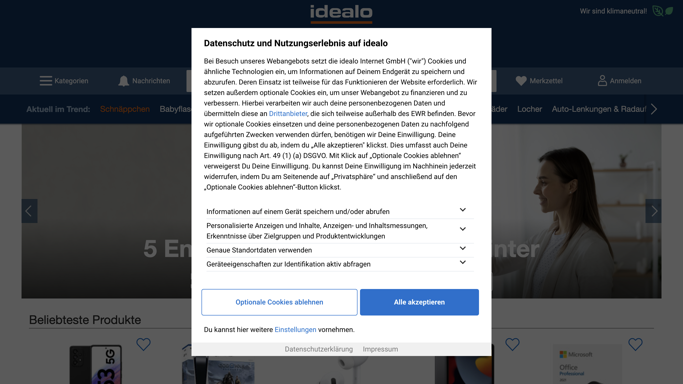 idealo
Wir sind klimaneutral!
Datenschutz und Nutzungserlebnis auf idealo
Bei Besuch unseres Webangebots setzt die idealo Internet GmbH ("wir") Cookies und
ähnliche Technologien ein, um Informationen auf Deinem Endgerät zu speichern und
abzurufen. Deren Einsatz ist teilweise für das Funktionieren der Website erforderlich. Wir
setzen außerdem optionale Cookies ein, um unser Webangebot zu finanzieren und zu
verbessern. Hierbei verarbeiten wir auch deine personenbezogenen Daten und
übermitteln diese an Drittanbieter, die sich teilweise außerhalb des EWR befinden. Bevor
wir optionale Cookies einsetzen und deine personenbezogenen Daten zu nachfolgend
aufgeführten Zwecken verwenden dürfen, benötigen wir Deine Einwilligung. Deine
Einwilligung gibst du ab, indem du „Alle akzeptieren" klickst. Dies umfasst auch Deine
Einwilligung nach Art. 49 (1) (a) DSGVO. Mit Klick auf „Optionale Cookies ablehnen"
verweigerst Du Deine Einwilligung. Du kannst Deine Einwilligung im Nachhinein jederzeit
widerrufen, indem Du am Seitenende auf „Privatsphäre" und anschließend auf den
„Optionale Cookies ablehnen"-Button klickst.
Kategorien
Nachrichten
Merkzettel
Anmelden
Aktuell im Trend:
Schnäppchen
Locher
Auto-Lenkungen & Radau
Informationen auf einem Gerät speichern und/oder abrufen
Personalisierte Anzeigen und Inhalte, Anzeigen- und Inhaltsmessungen,
Erkenntnisse über Zielgruppen und Produktentwicklungen
Genaue Standortdaten verwenden
Geräteeigenschaften zur Identifikation aktiv abfragen
Optionale Cookies ablehnen
Alle akzeptieren
Du kannst hier weitere Einstellungen vornehmen.
Datenschutzerklärung
Impressum
Beliebteste Produkte
Microsoft
Office
Professional